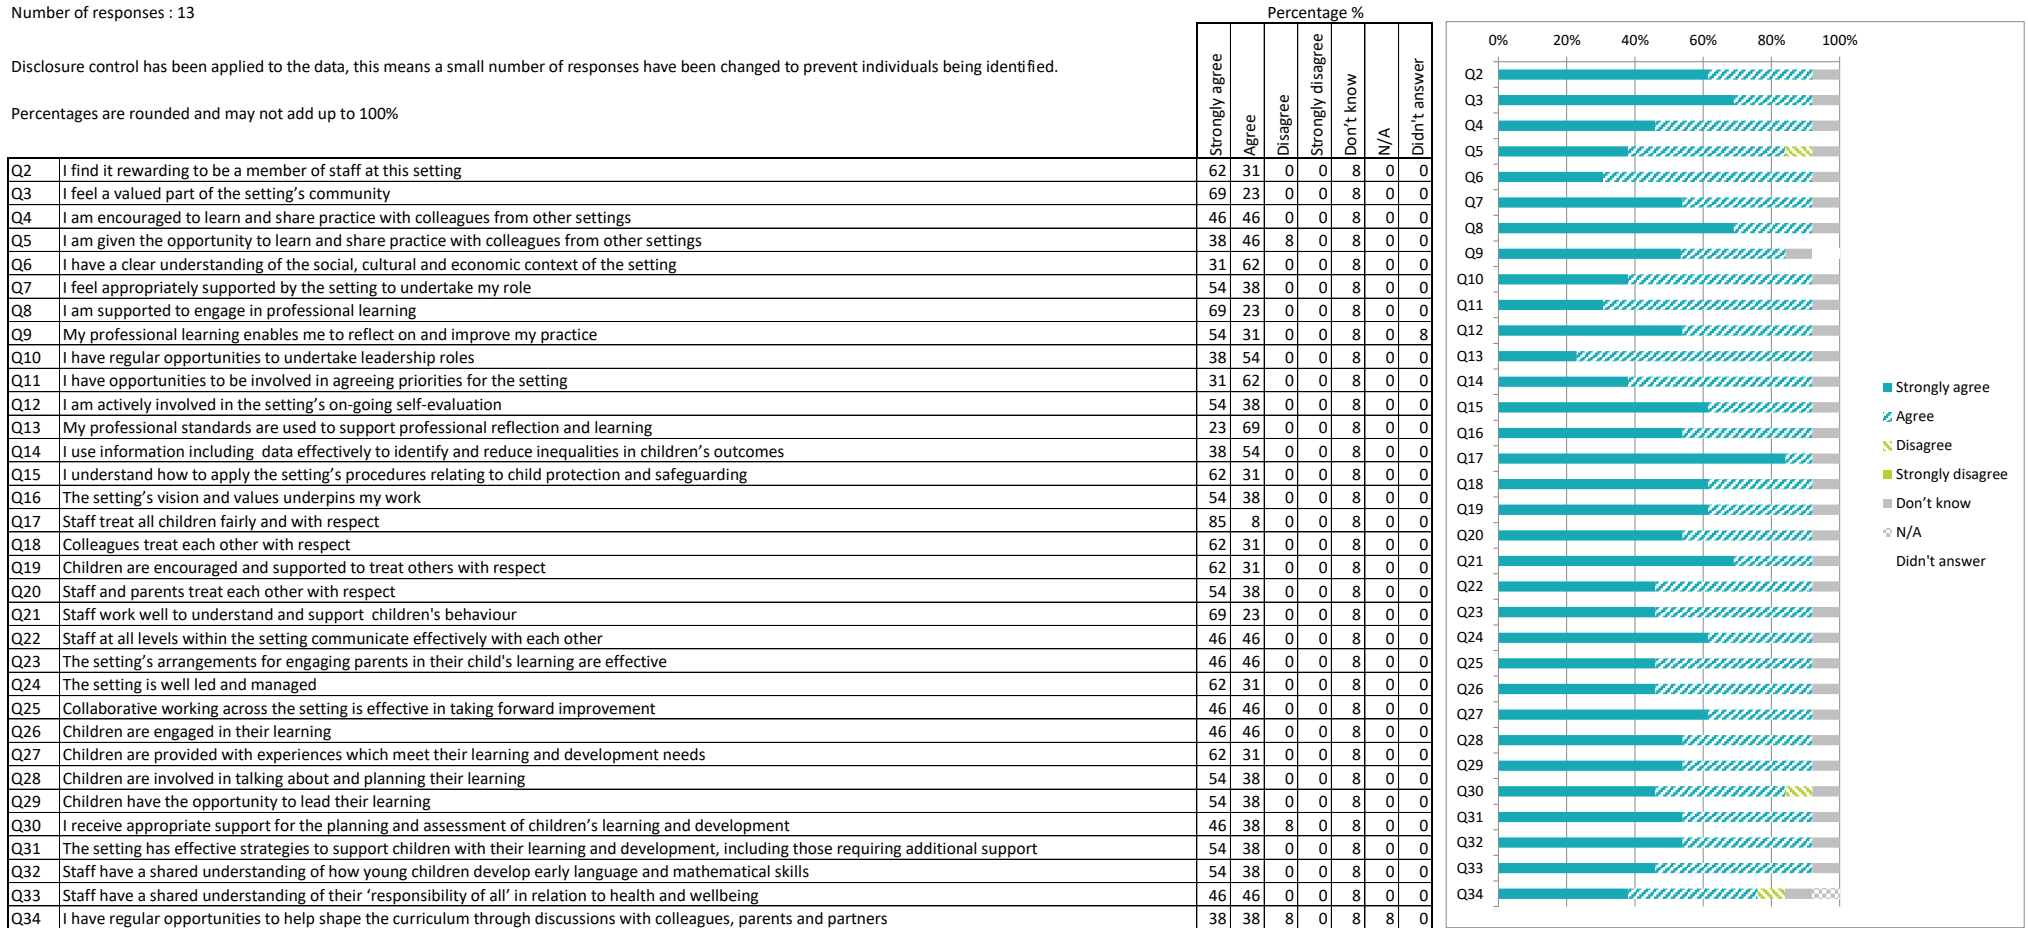 Number of responses : 13
Percentage %
Disclosure control has been applied to the data, this means a small number of responses have been changed to prevent individuals being identified.
Percentages are rounded and may not add up to 100%
Strongly agree
Agree
Disagree
Strongly disagree
Don't know
N/A
Didn't answer
Q2 I find it rewarding to be a member of staff at this setting 62 31 0 0 8 0 0
Q3 I feel a valued part of the setting’s community 69 23 0 0 8 0 0
Q4 I am encouraged to learn and share practice with colleagues from other settings 46 46 0 0 8 0 0
Q5 I am given the opportunity to learn and share practice with colleagues from other settings 38 46 8 0 8 0 0
Q6 I have a clear understanding of the social, cultural and economic context of the setting 31 62 0 0 8 0 0
Q7 I feel appropriately supported by the setting to undertake my role 54 38 0 0 8 0 0
Q8 I am supported to engage in professional learning 69 23 0 0 8 0 0
Q9 My professional learning enables me to reflect on and improve my practice 54 31 0 0 8 0 8
Q10 I have regular opportunities to undertake leadership roles 38 54 0 0 8 0 0
Q11 I have opportunities to be involved in agreeing priorities for the setting 31 62 0 0 8 0 0
Q12 I am actively involved in the setting’s on-going self-evaluation 54 38 0 0 8 0 0
Q13 My professional standards are used to support professional reflection and learning 23 69 0 0 8 0 0
Q14 I use information including  data effectively to identify and reduce inequalities in children’s outcomes 38 54 0 0 8 0 0
Q15 I understand how to apply the setting’s procedures relating to child protection and safeguarding 62 31 0 0 8 0 0
Q16 The setting’s vision and values underpins my work 54 38 0 0 8 0 0
Q17 Staff treat all children fairly and with respect 85 8 0 0 8 0 0
Q18 Colleagues treat each other with respect 62 31 0 0 8 0 0
Q19 Children are encouraged and supported to treat others with respect 62 31 0 0 8 0 0
Q20 Staff and parents treat each other with respect 54 38 0 0 8 0 0
Q21 Staff work well to understand and support  children's behaviour 69 23 0 0 8 0 0
Q22 Staff at all levels within the setting communicate effectively with each other 46 46 0 0 8 0 0
Q23 The setting’s arrangements for engaging parents in their child's learning are effective 46 46 0 0 8 0 0
Q24 The setting is well led and managed 62 31 0 0 8 0 0
Q25 Collaborative working across the setting is effective in taking forward improvement 46 46 0 0 8 0 0
Q26 Children are engaged in their learning 46 46 0 0 8 0 0
Q27 Children are provided with experiences which meet their learning and development needs 62 31 0 0 8 0 0
Q28 Children are involved in talking about and planning their learning 54 38 0 0 8 0 0
Q29 Children have the opportunity to lead their learning 54 38 0 0 8 0 0
Q30 I receive appropriate support for the planning and assessment of children’s learning and development 46 38 8 0 8 0 0
Q31 The setting has effective strategies to support children with their learning and development, including those requiring additional support 54 38 0 0 8 0 0
Q32 Staff have a shared understanding of how young children develop early language and mathematical skills 54 38 0 0 8 0 0
Q33 Staff have a shared understanding of their ‘responsibility of all’ in relation to health and wellbeing 46 46 0 0 8 0 0
Q34 I have regular opportunities to help shape the curriculum through discussions with colleagues, parents and partners 38 38 8 0 8 8 0
0% 20% 40% 60% 80% 100%
Q2
Q3
Q4
Q5
Q6
Q7
Q8
Q9
Q10
Q11
Q12
Q13
Q14
Q15
Q16
Q17
Q18
Q19
Q20
Q21
Q22
Q23
Q24
Q25
Q26
Q27
Q28
Q29
Q30
Q31
Q32
Q33
Q34
Strongly agree
Agree
Disagree
Strongly disagree
Don’t know
N/A
Didn't answer